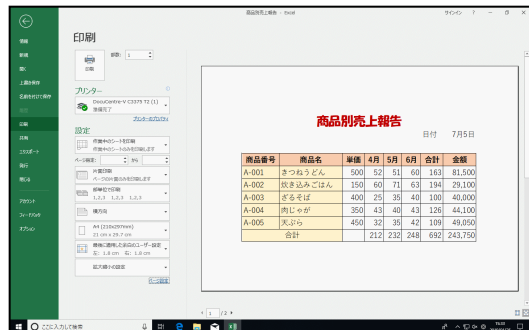 商品別売上報告 - Excel
サインイン ?
情報
新規
開く
上書き保存
名前を付けて保存
印刷
共有
エクスポート
発行
閉じる
アカウント
フィードバック
オプション
印刷
部数: 1
印刷
プリンター
DocuCentre-V C3375 T2 (1)
準備完了
プリンターのプロパティ
設定
作業中のシートを印刷
作業中のシートのみを印刷します
ページ指定: から
片面印刷
ページの片面のみを印刷します
部単位で印刷
1,2,3 1,2,3 1,2,3
横方向
A4 (210x297mm)
21 cm x 29.7 cm
最後に適用した余白のユーザー設定
左: 1.8 cm 右: 1.8 cm
拡大縮小の設定
ページ設定
商品別売上報告
日付 7月5日
商品番号 商品名 単価 4月 5月 6月 合計 金額
A-001 きつねうどん 500 52 51 60 163 81,500
A-002 炊き込みごはん 150 60 71 63 194 29,100
A-003 ざるそば 400 25 35 40 100 40,000
A-004 肉じゃが 350 43 40 43 126 44,100
A-005 天ぷら 450 32 35 42 109 49,050
合計 212 232 248 692 243,750
1 / 2
ここに入力して検索